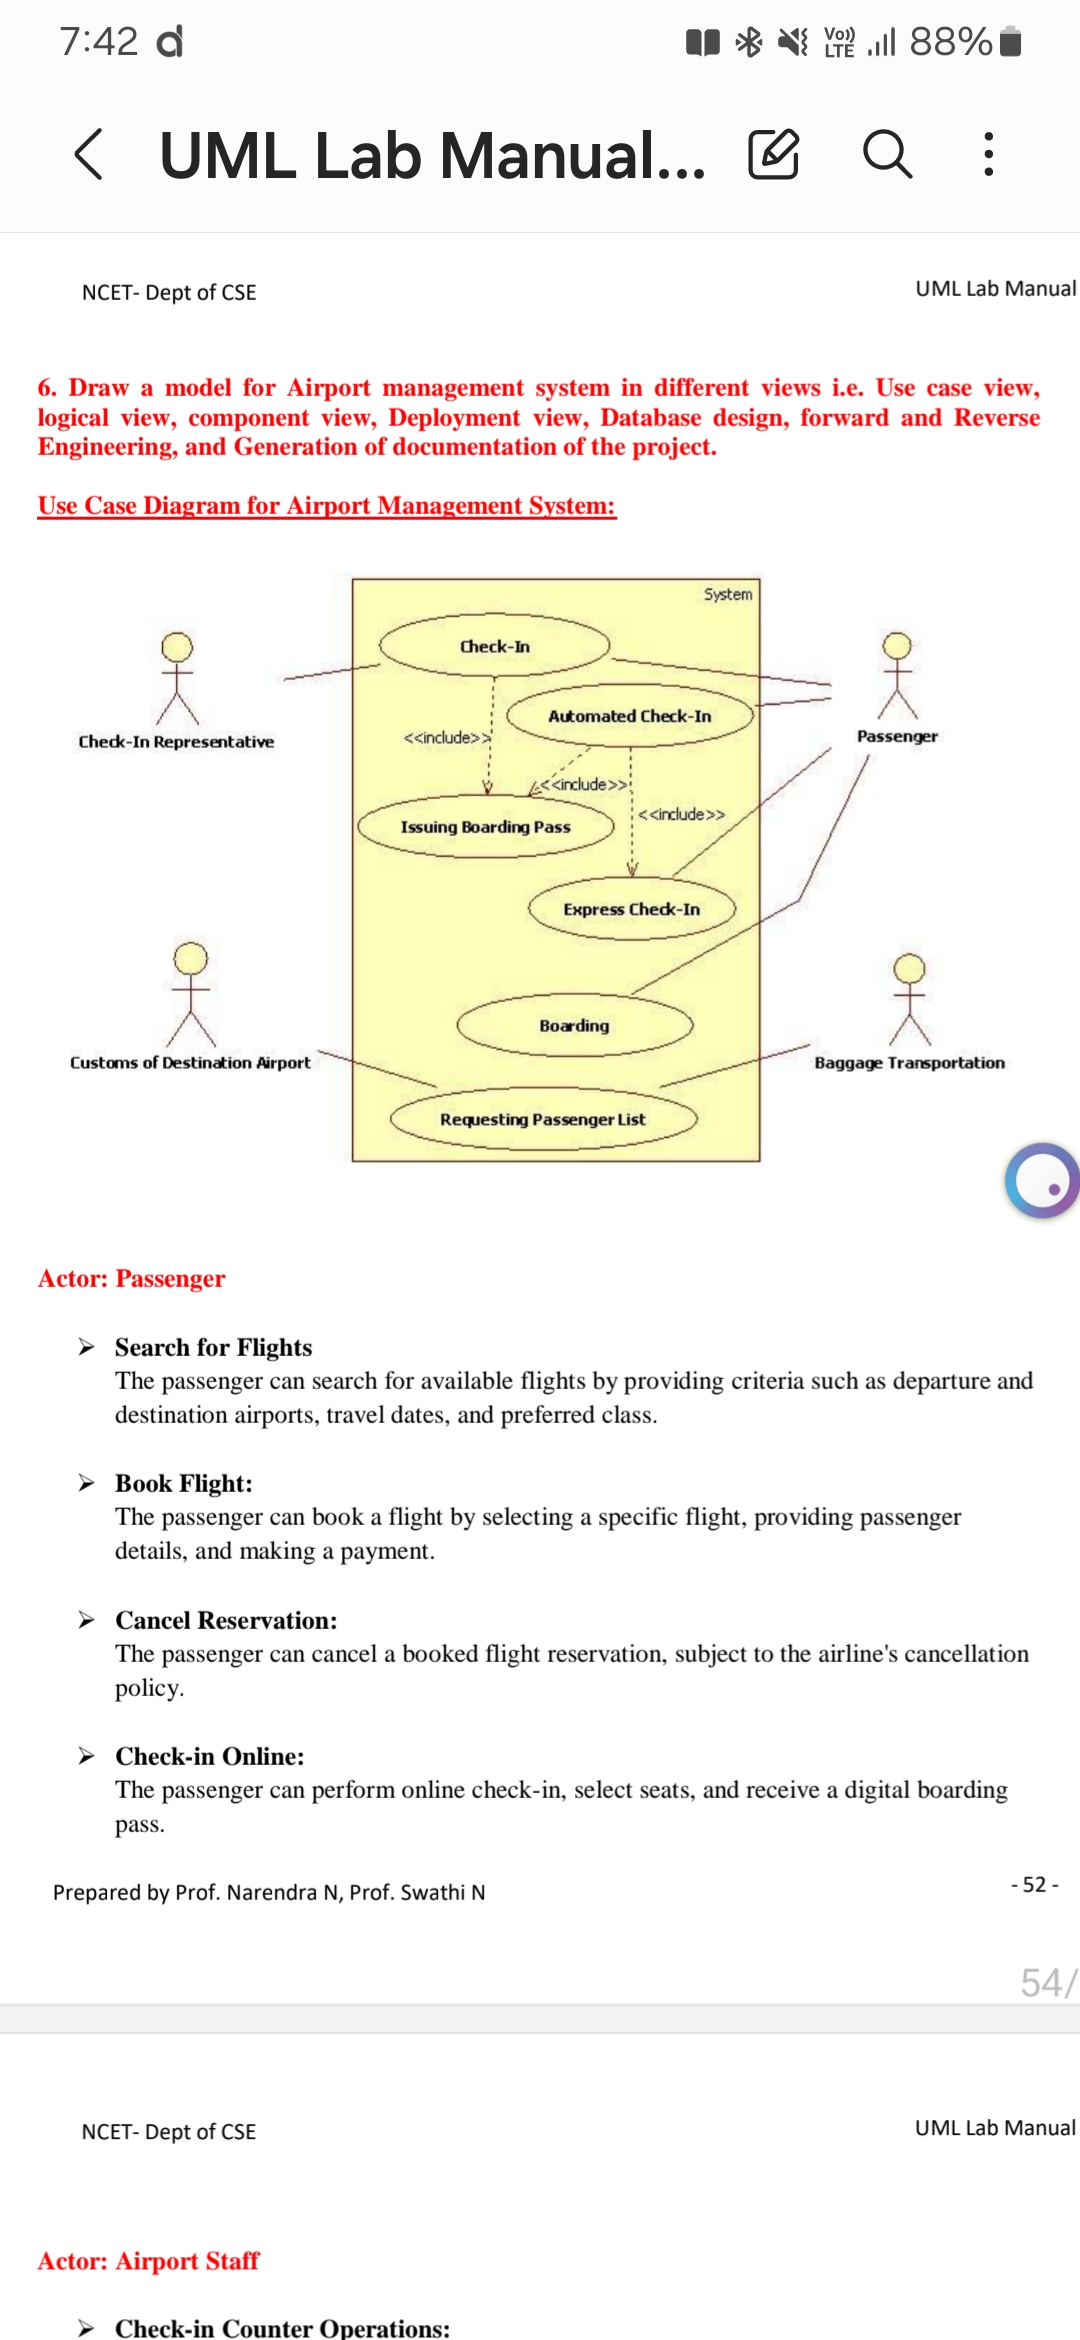 7:42 d
Vo)) LTE 88%
UML Lab Manual...
NCET- Dept of CSE
UML Lab Manual
6. Draw a model for Airport management system in different views i.e. Use case view,
logical view, component view, Deployment view, Database design, forward and Reverse
Engineering, and Generation of documentation of the project.
Use Case Diagram for Airport Management System:
System
Check-In
Automated Check-In
Check-In Representative
<<include>>
Passenger
<<include>>
<<include>>
Issuing Boarding Pass
Express Check-In
Boarding
Customs of Destination Airport
Baggage Transportation
Requesting Passenger List
Actor: Passenger
➢ Search for Flights
The passenger can search for available flights by providing criteria such as departure and
destination airports, travel dates, and preferred class.
➢ Book Flight:
The passenger can book a flight by selecting a specific flight, providing passenger
details, and making a payment.
➢ Cancel Reservation:
The passenger can cancel a booked flight reservation, subject to the airline's cancellation
policy.
➢ Check-in Online:
The passenger can perform online check-in, select seats, and receive a digital boarding
pass.
Prepared by Prof. Narendra N, Prof. Swathi N
- 52 -
54/
NCET- Dept of CSE
UML Lab Manual
Actor: Airport Staff
➢ Check-in Counter Operations: